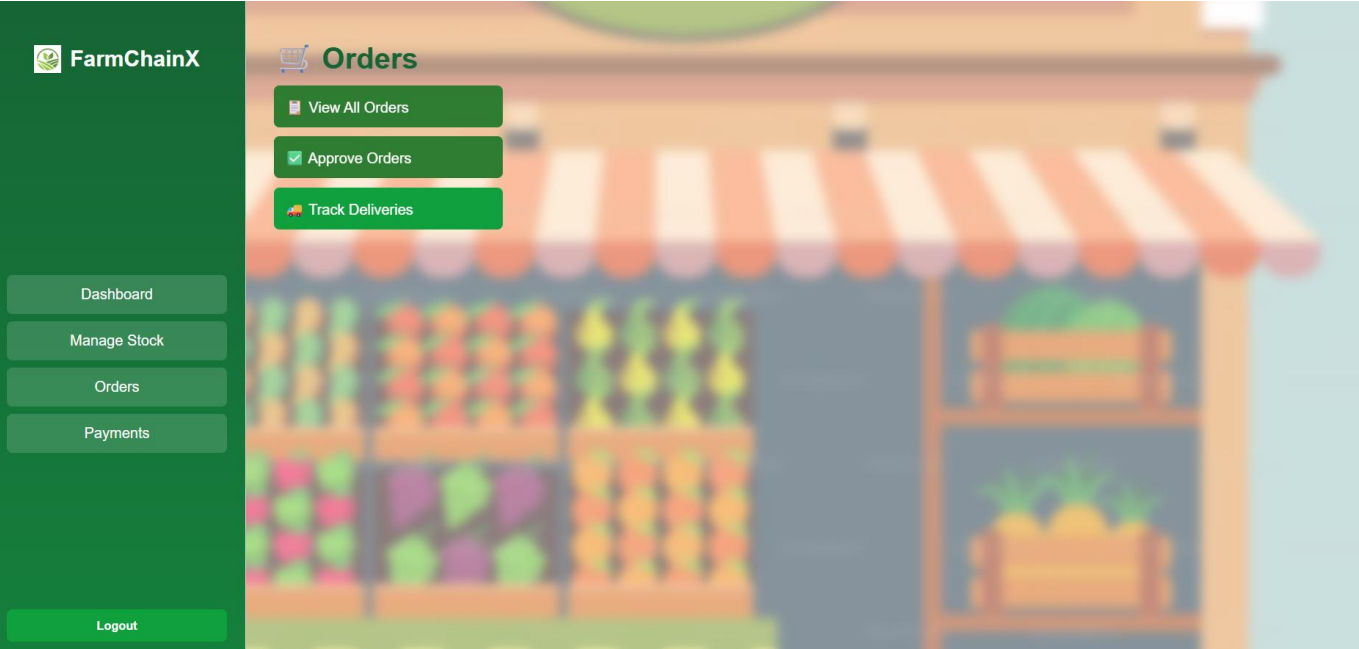 FarmChainX
Dashboard
Manage Stock
Orders
Payments
Logout
Orders
View All Orders
Approve Orders
Track Deliveries